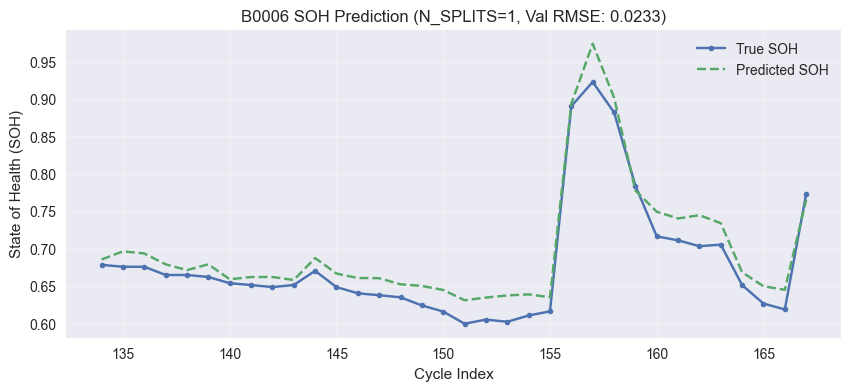 B0006 SOH Prediction (N_SPLITS=1, Val RMSE: 0.0233)
True SOH
Predicted SOH
State of Health (SOH)
0.95
0.90
0.85
0.80
0.75
0.70
0.65
0.60
135 140 145 150 155 160 165
Cycle Index